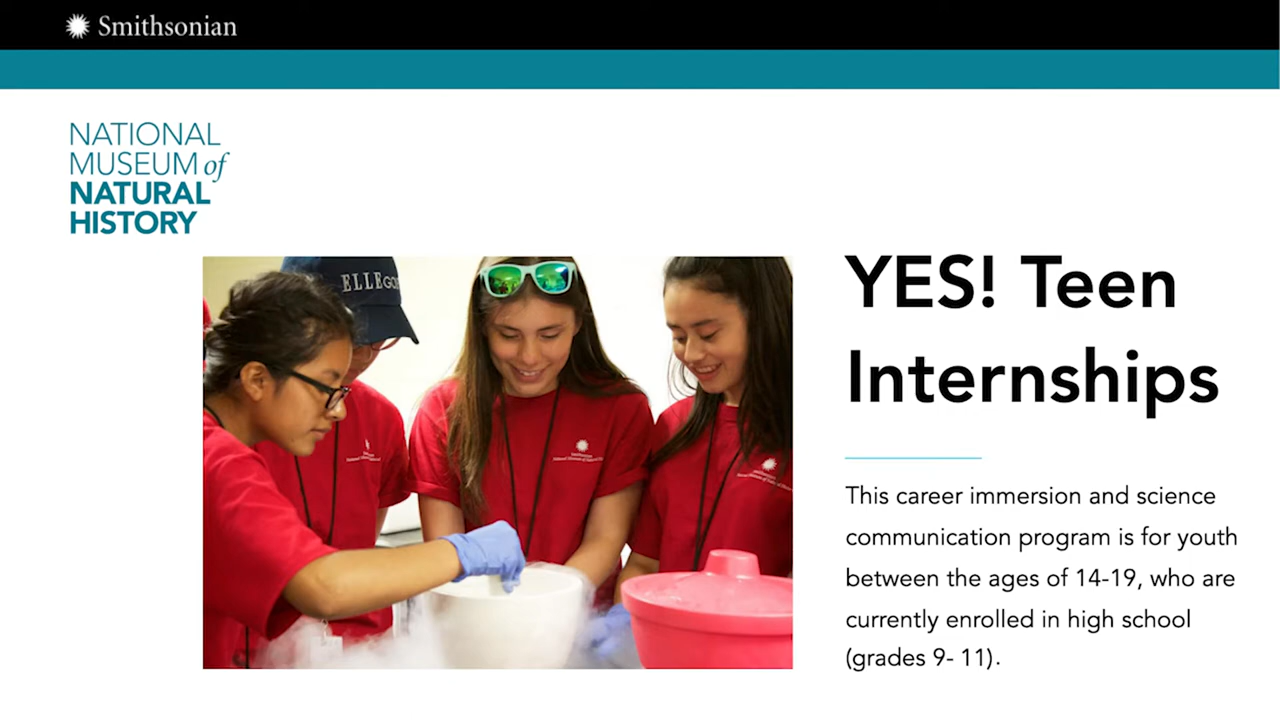 Smithsonian
NATIONAL
MUSEUM of
NATURAL
HISTORY
ELLE
YES! Teen
Internships
This career immersion and science
communication program is for youth
between the ages of 14-19, who are
currently enrolled in high school
(grades 9- 11).